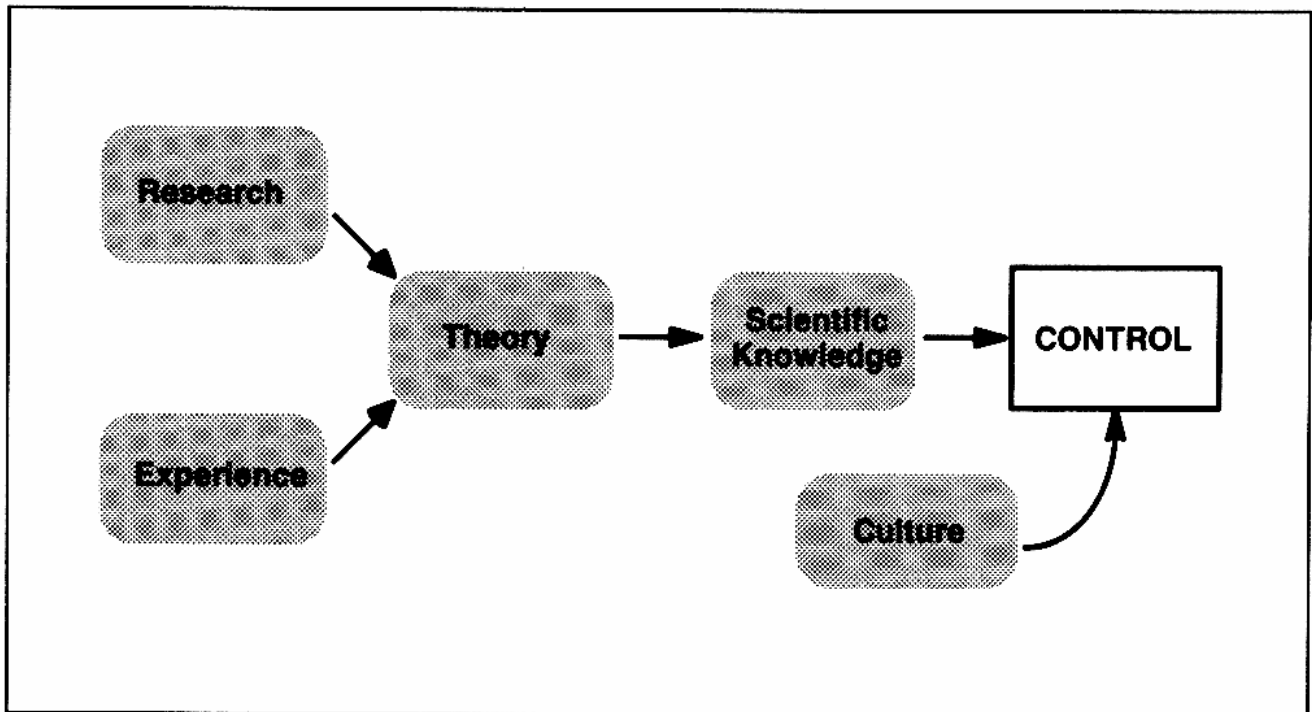 Research
Theory
Scientific
Knowledge
CONTROL
Experience
Culture